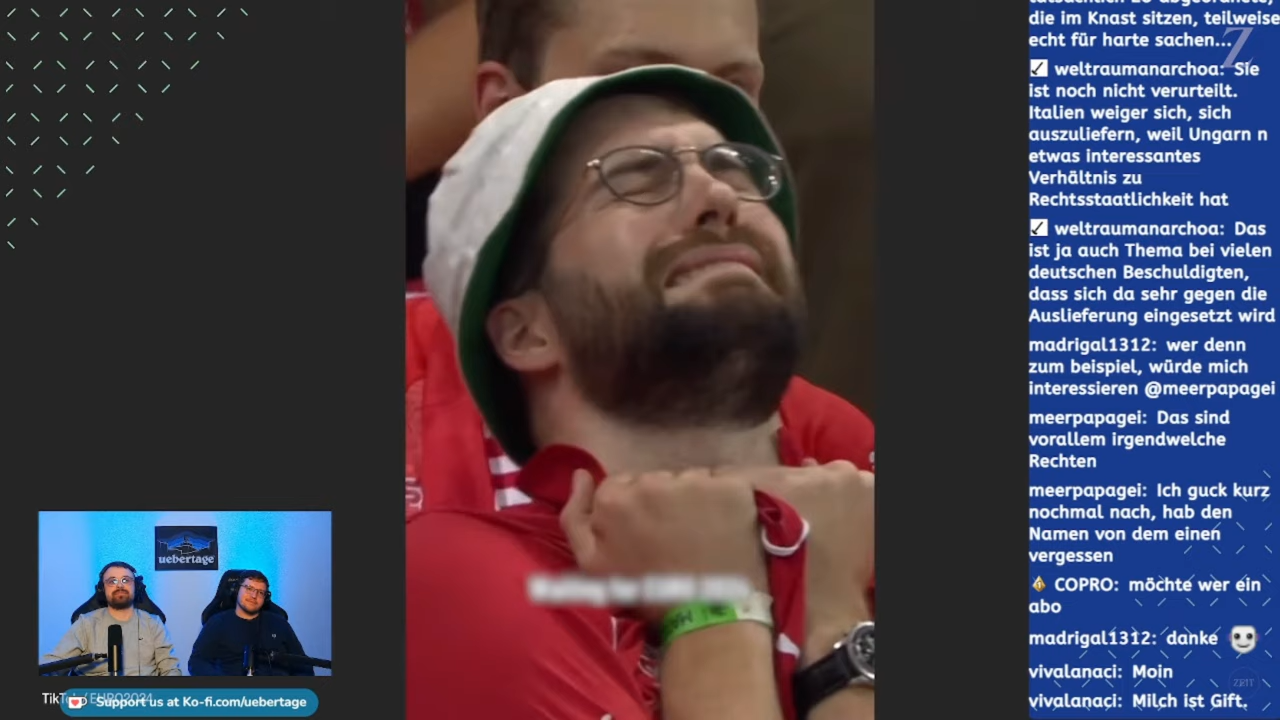 die im Knast sitzen, teilweise
echt für harte sachen...
weltraumanarchoa: Sie
ist noch nicht verurteilt.
Italien weiger sich, sich
auszuliefern, weil Ungarn n
etwas interessantes
Verhältnis zu
Rechtsstaatlichkeit hat
weltraumanarchoa: Das
ist ja auch Thema bei vielen
deutschen Beschuldigten,
dass sich da sehr gegen die
Auslieferung eingesetzt wird
madrigal1312: wer denn
zum beispiel, würde mich
interessieren @meerpapagei
meerpapagei: Das sind
vorallem irgendwelche
Rechten
meerpapagei: Ich guck kurz
nochmal nach, hab den
Namen von dem einen
vergessen
COPRO: möchte wer ein
abo
madrigal1312: danke
vivalanaci: Moin
vivalanaci: Milch ist Gift.
Z
ZEIT
uebertage
Support us at Ko-fi.com/uebertage